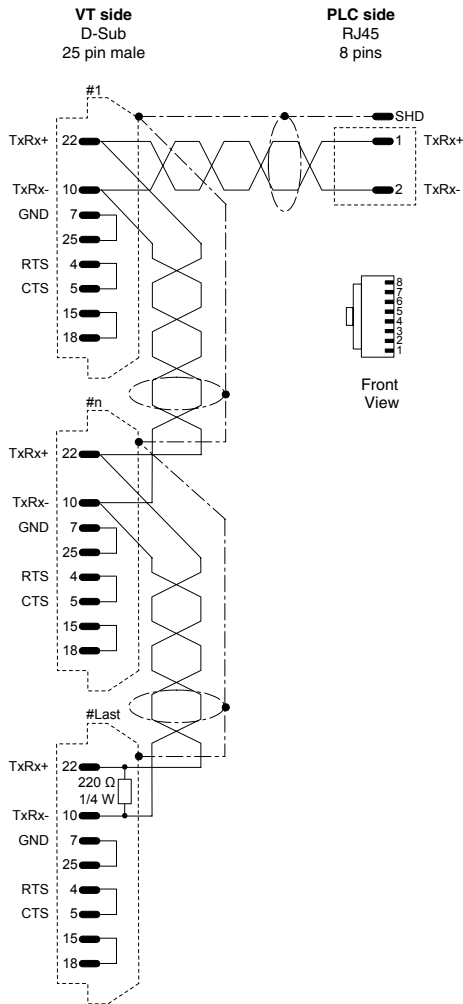 VT side
D-Sub
25 pin male
PLC side
RJ45
8 pins
#1
SHD
TxRx+ 22
1 TxRx+
TxRx- 10
2 TxRx-
GND 7
25
RTS 4
CTS 5
15
18
8
7
6
5
4
3
2
1
Front
View
#n
TxRx+ 22
TxRx- 10
GND 7
25
RTS 4
CTS 5
15
18
#Last
TxRx+ 22
220 Ω
1/4 W
TxRx- 10
GND 7
25
RTS 4
CTS 5
15
18